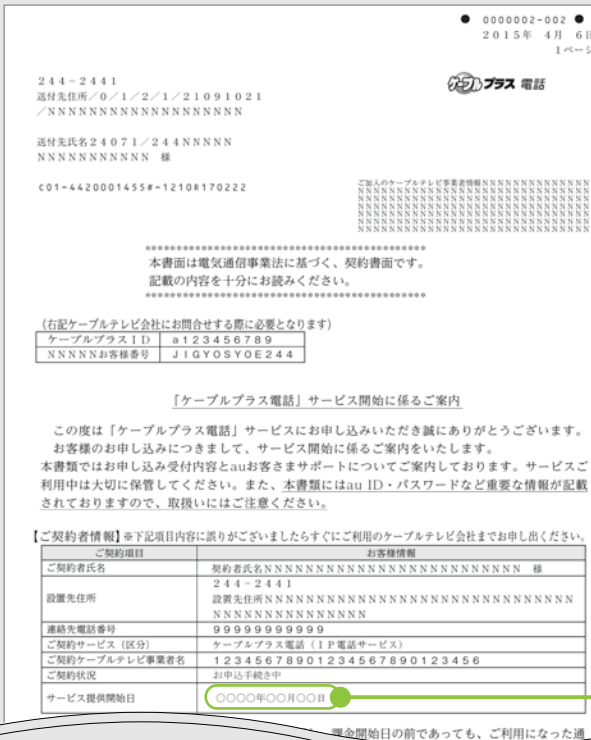 ● 0000002-002 ●
2015年 4月 6日
1ページ
ケーブルプラス 電話
244-2441
送付先住所/0/1/2/1/21091021
/NNNNNNNNNNNNNNNNNNN
送付先氏名24071/244NNNNN
NNNNNNNNNNN 様
C01-4420001455#-1210R170222
ご加入のケーブルテレビ事業者情報NNNNNNNNNNNNN
**********************************************
本書面は電気通信事業法に基づく、契約書面です。
記載の内容を十分にお読みください。
**********************************************
(右記ケーブルテレビ会社にお問合せする際に必要となります)
ケーブルプラスID a123456789
NNNNNお客様番号 JIGYOSYOE244
「ケーブルプラス電話」サービス開始に係るご案内
この度は「ケーブルプラス電話」サービスにお申し込みいただき誠にありがとうございます。
お客様のお申し込みにつきまして、サービス開始に係るご案内をいたします。
本書類ではお申し込み受付内容とauお客さまサポートについてご案内しております。サービスご
利用中は大切に保管してください。また、本書類にはau ID・パスワードなど重要な情報が記載
されておりますので、取扱いにはご注意ください。
【ご契約者情報】※下記項目内容に誤りがございましたらすぐにご利用のケーブルテレビ会社までお申し出ください。
ご契約項目 お客様情報
ご契約者氏名 契約者氏名NNNNNNNNNNNNNNNNNNNNNNNN 様
設置先住所 244-2441
設置先住所NNNNNNNNNNNNNNNNNNNNNNNNNNNN
NNNNNNNNNNNNNN
連絡先電話番号 99999999999
ご契約サービス(区分) ケーブルプラス電話(IP電話サービス)
ご契約ケーブルテレビ事業者名 12345678901234567890123456
ご契約状況 お申込手続き中
サービス提供開始日 ○○○○年○○月○○日
課金開始日の前であっても、ご利用になった通